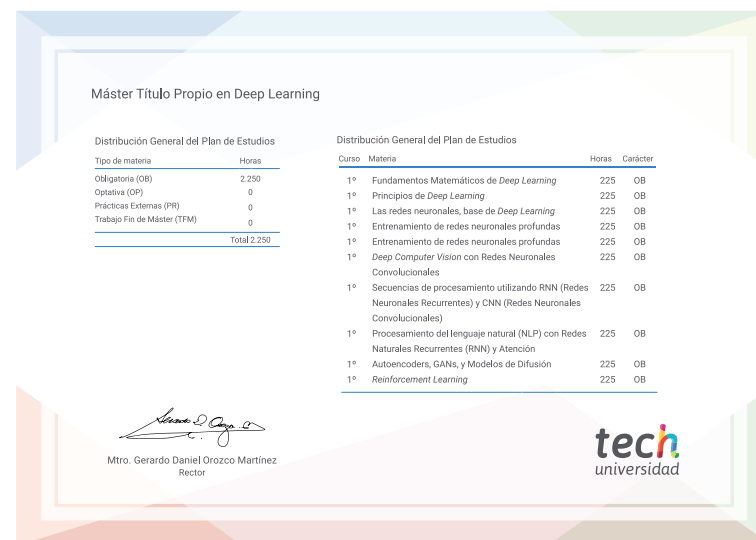 Máster Título Propio en Deep Learning
Distribución General del Plan de Estudios
Tipo de materia Horas
Obligatoria (OB) 2.250
Optativa (OP) 0
Prácticas Externas (PR) 0
Trabajo Fin de Máster (TFM) 0
Total 2.250
Distribución General del Plan de Estudios
Curso Materia Horas Carácter
1º Fundamentos Matemáticos de Deep Learning 225 OB
1º Principios de Deep Learning 225 OB
1º Las redes neuronales, base de Deep Learning 225 OB
1º Entrenamiento de redes neuronales profundas 225 OB
1º Entrenamiento de redes neuronales profundas 225 OB
1º Deep Computer Vision con Redes Neuronales 225 OB
Convolucionales
1º Secuencias de procesamiento utilizando RNN (Redes 225 OB
Neuronales Recurrentes) y CNN (Redes Neuronales
Convolucionales)
1º Procesamiento del lenguaje natural (NLP) con Redes 225 OB
Naturales Recurrentes (RNN) y Atención
1º Autoencoders, GANs, y Modelos de Difusión 225 OB
1º Reinforcement Learning 225 OB
Mtro. Gerardo Daniel Orozco Martínez
Rector
tech
universidad